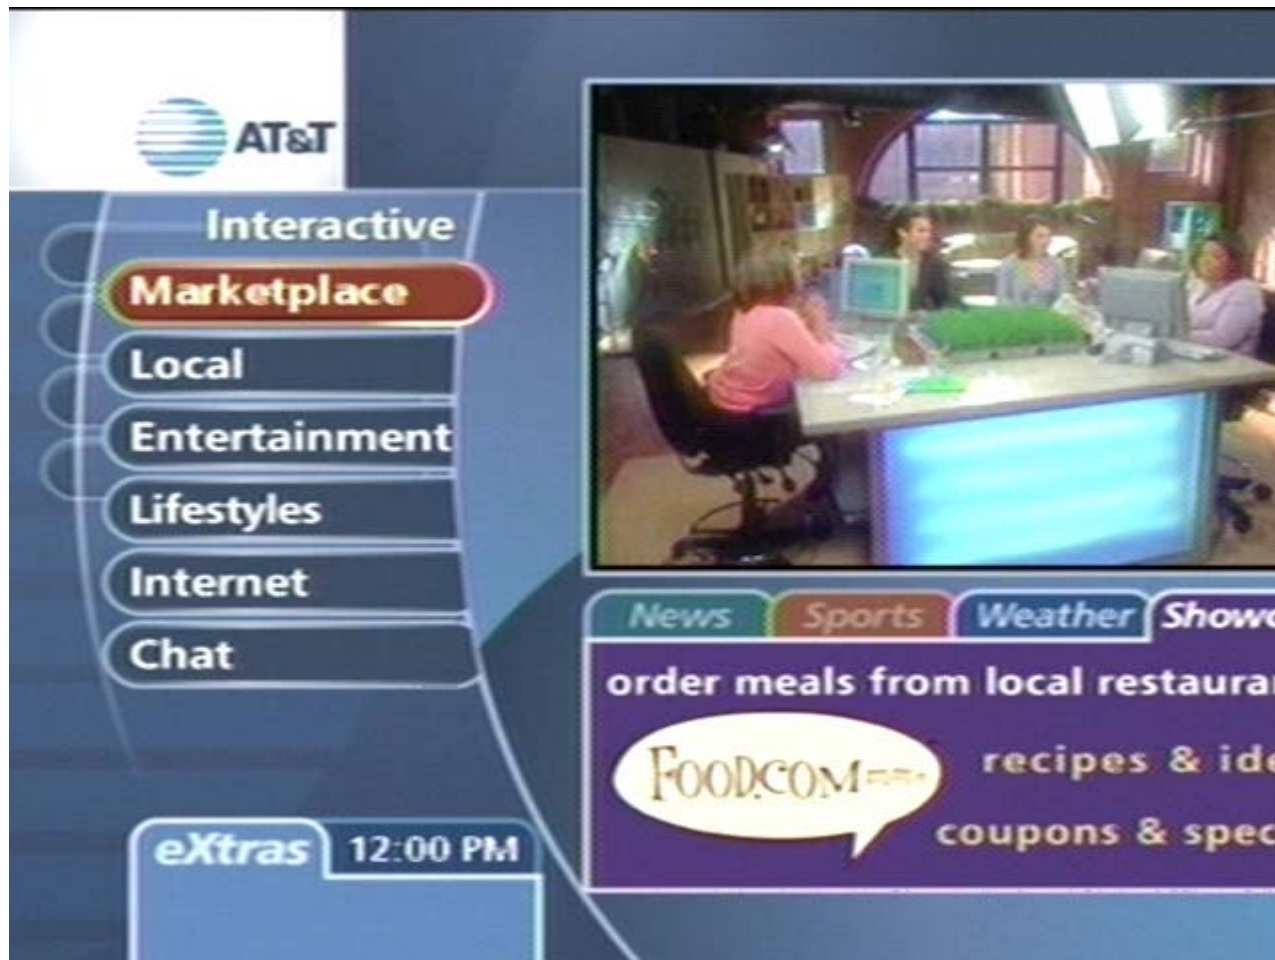 AT&T
Interactive
Marketplace
Local
Entertainment
Lifestyles
Internet
Chat
eXtras
12:00 PM
News
Sports
Weather
order meals from local
FOOD.COM
recipes &
coupons &